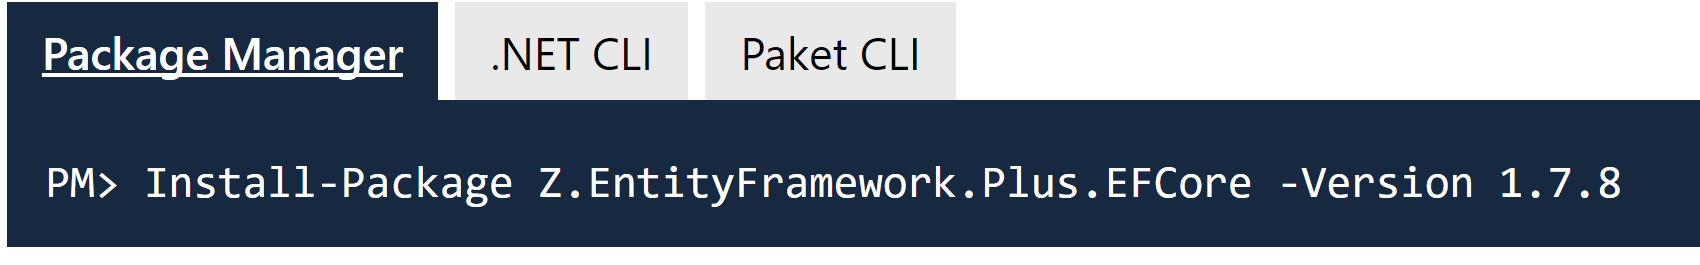 Package Manager .NET CLI Paket CLI
PM> Install-Package Z.EntityFramework.Plus.EFCore -Version 1.7.8